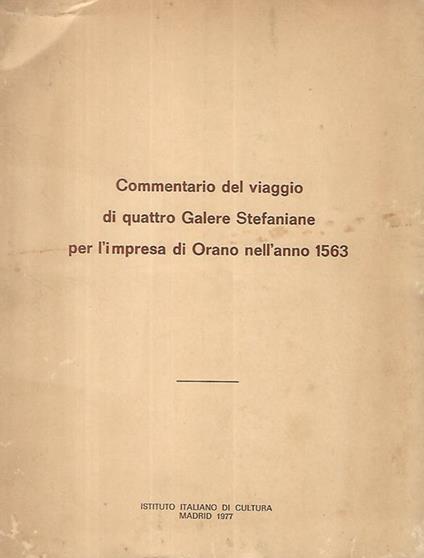 Commentario del viaggio
di quattro Galere Stefaniane
per l'impresa di Orano nell'anno 1563
ISTITUTO ITALIANO DI CULTURA
MADRID 1977